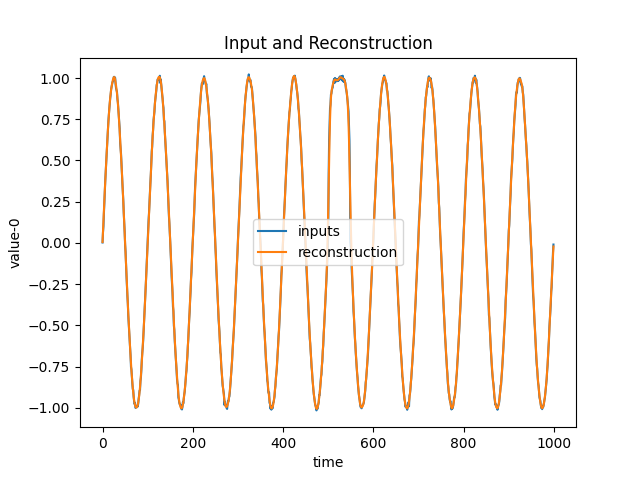 Input and Reconstruction
value-0
1.00
0.75
0.50
0.25
0.00
−0.25
−0.50
−0.75
−1.00
inputs
reconstruction
0 200 400 600 800 1000
time